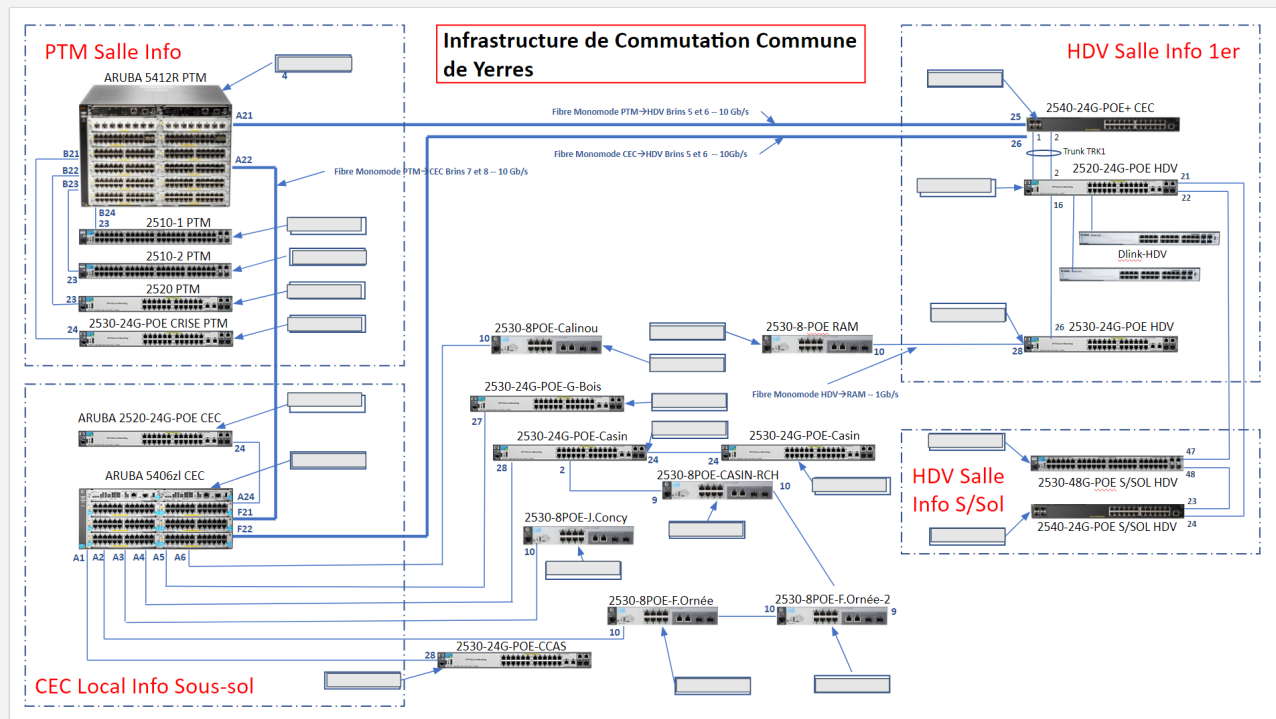 Infrastructure de Commutation Commune
de Yerres
PTM Salle Info
ARUBA 5412R PTM
4
A21
A22
B21
B22
B23
B24
23
2510-1 PTM
2510-2 PTM
23
2520 PTM
23
2530-24G-POE CRISE PTM
24
Fibre Monomode PTM→HDV Brins 5 et 6 -- 10 Gb/s
Fibre Monomode CEC→HDV Brins 5 et 6 -- 10Gb/s
Fibre Monomode PTM→CEC Brins 7 et 8 -- 10 Gb/s
HDV Salle Info 1er
2540-24G-POE+ CEC
25
26
1
2
Trunk TRK1
2
2520-24G-POE HDV
21
22
16
Dlink-HDV
26
2530-24G-POE HDV
28
2530-8POE-Calinou
10
2530-8-POE RAM
10
Fibre Monomode HDV→RAM -- 1Gb/s
2530-24G-POE-G-Bois
27
2530-24G-POE-Casin
28
2
24
2530-24G-POE-Casin
24
2530-8POE-CASIN-RCH
9
10
2530-8POE-J.Concy
10
2530-8POE-F.Ornée
10
2530-8POE-F.Ornée-2
10
9
2530-24G-POE-CCAS
28
ARUBA 2520-24G-POE CEC
24
ARUBA 5406zl CEC
A24
F21
F22
A1
A2
A3
A4
A5
A6
CEC Local Info Sous-sol
HDV Salle
Info S/Sol
47
48
2530-48G-POE S/SOL HDV
23
24
2540-24G-POE S/SOL HDV